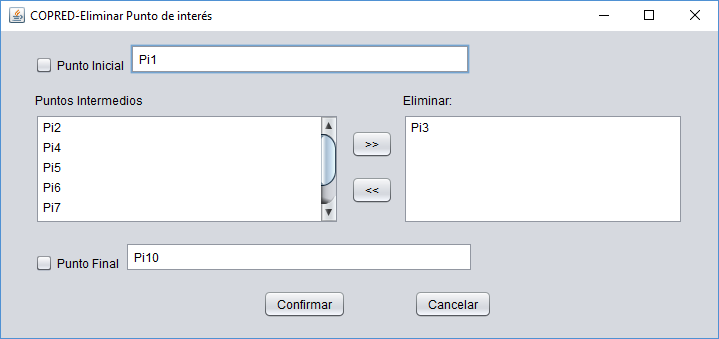 COPRED-Eliminar Punto de interés
Punto Inicial Pi1
Puntos Intermedios
Pi2
Pi4
Pi5
Pi6
Pi7
>>
<<
Eliminar:
Pi3
Punto Final Pi10
Confirmar Cancelar